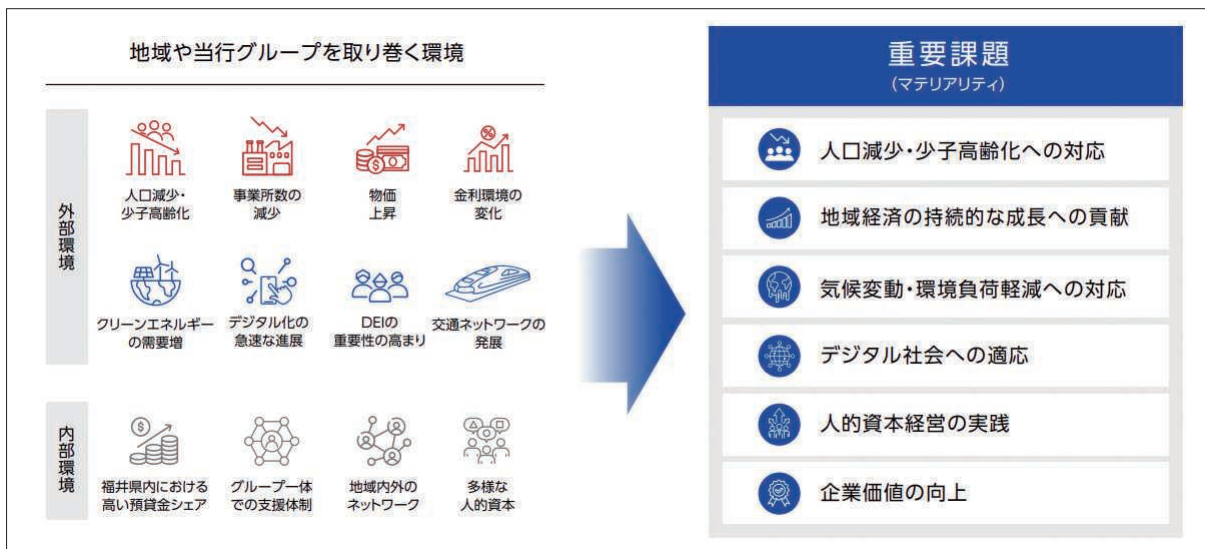 地域や当行グループを取り巻く環境
外部環境
人口減少・
少子高齢化
事業所数の
減少
物価
上昇
金利環境の
変化
クリーンエネルギー
の需要増
デジタル化の
急速な進展
DEIの
重要性の高まり
交通ネットワークの
発展
内部環境
福井県内における
高い預貸金シェア
グループ一体
での支援体制
地域内外の
ネットワーク
多様な
人的資本
重要課題
(マテリアリティ)
人口減少・少子高齢化への対応
地域経済の持続的な成長への貢献
気候変動・環境負荷軽減への対応
デジタル社会への適応
人的資本経営の実践
企業価値の向上